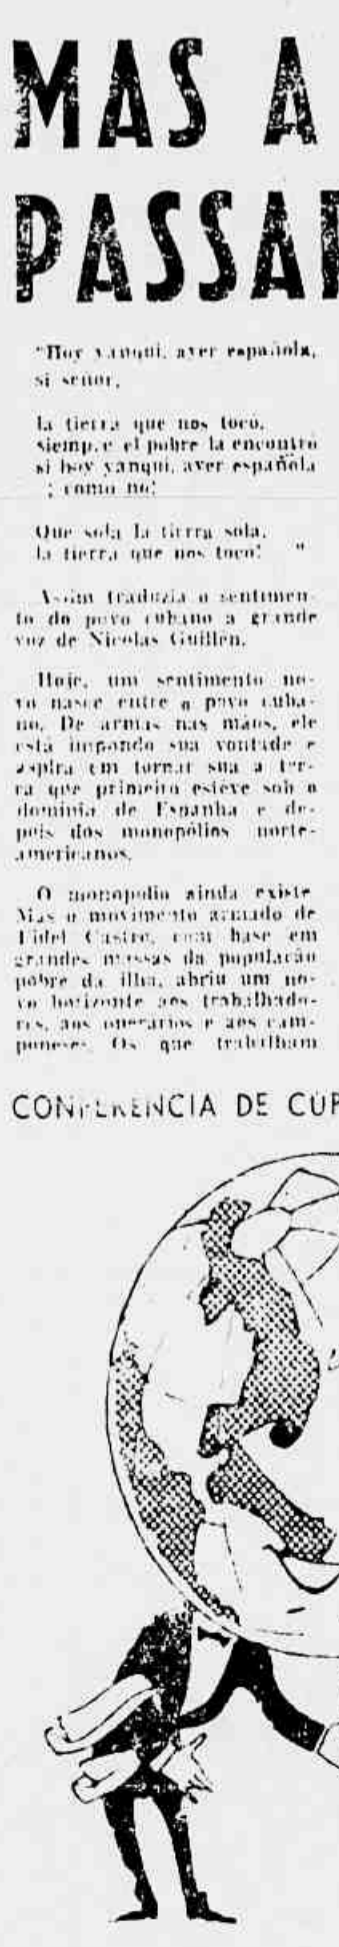 MAS A
PASSA
"Hoy yanqui, ayer española,
si señor,
la tierra que nos tocó,
siempre el pobre la encontró
si hoy yanqui, ayer española
¡ como no!
Que sola la tierra sola,
la tierra que nos tocó! "
Assim traduzia o sentimen-
to do povo cubano a grande
voz de Nicolas Guillen.
Hoje, um sentimento no-
vo nasce entre o povo cuba-
no. De armas nas mãos, ele
está impondo sua vontade e
aspira em tornar sua a ter-
ra que primeiro estêve sob o
dominia de Espanha e de-
pois dos monopólios norte-
americanos.
O monopolio ainda existe
Mas o movimento armado de
Fidel Castro, com base em
grandes massas da população
pobre da ilha, abriu um no-
vo horizonte aos trabalhado-
res, aos operarios e aos cam-
poneses. Os que trabalham
CONFERENCIA DE CÚP